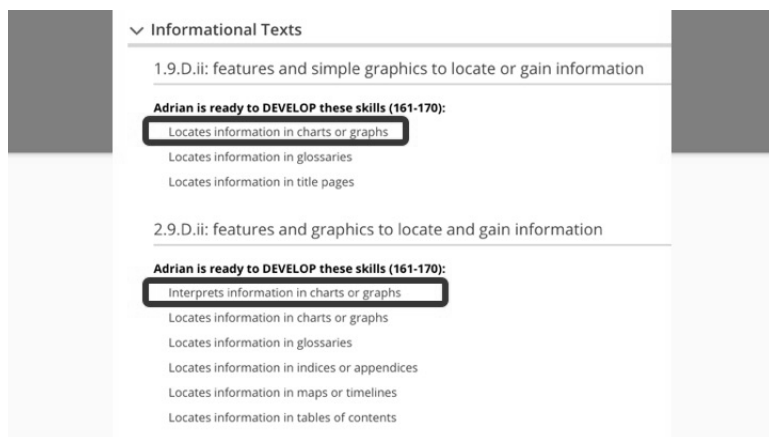 Informational Texts
1.9.D.ii: features and simple graphics to locate or gain information
Adrian is ready to DEVELOP these skills (161-170):
Locates information in charts or graphs
Locates information in glossaries
Locates information in title pages
2.9.D.ii: features and graphics to locate and gain information
Adrian is ready to DEVELOP these skills (161-170):
Interprets information in charts or graphs
Locates information in charts or graphs
Locates information in glossaries
Locates information in indices or appendices
Locates information in maps or timelines
Locates information in tables of contents